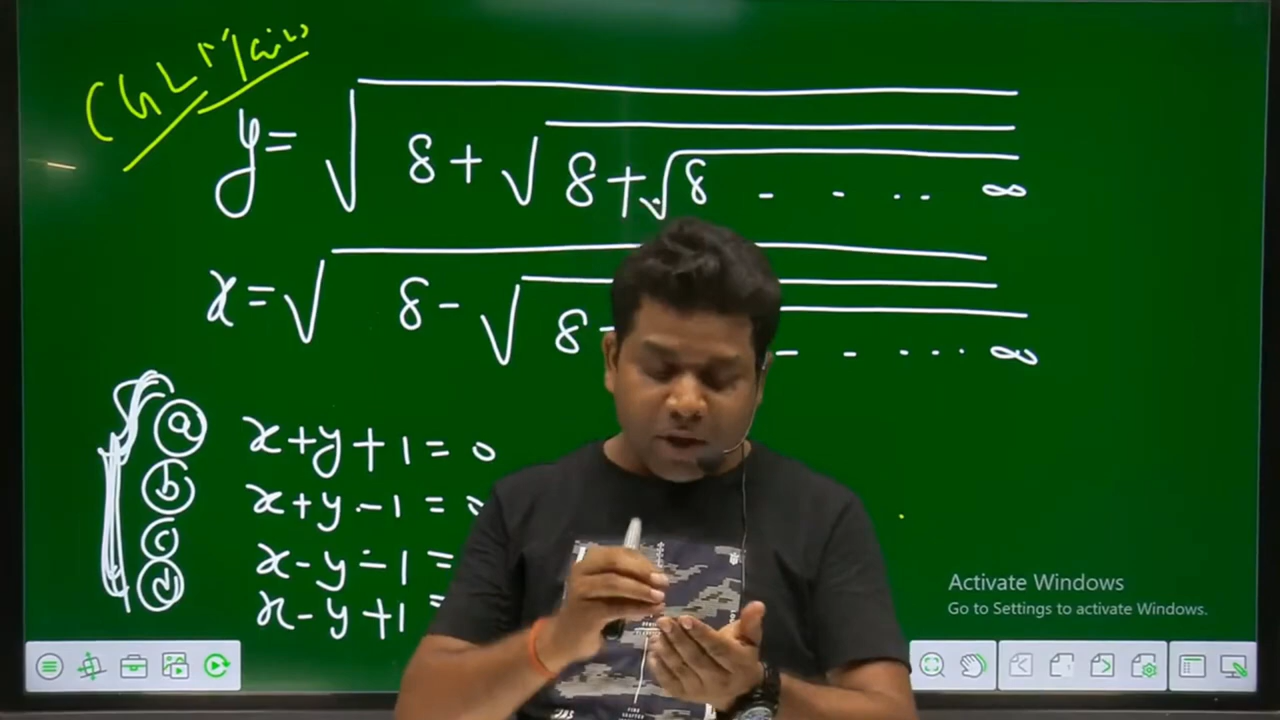 CGL Mains
y = √8 + √8 + √8 - - .. ∞
x = √8 - √8 - - - .... ∞
a x + y + 1 = 0
b x + y - 1 =
c x - y - 1 =
d x - y + 1 =
Activate Windows
Go to Settings to activate Windows.